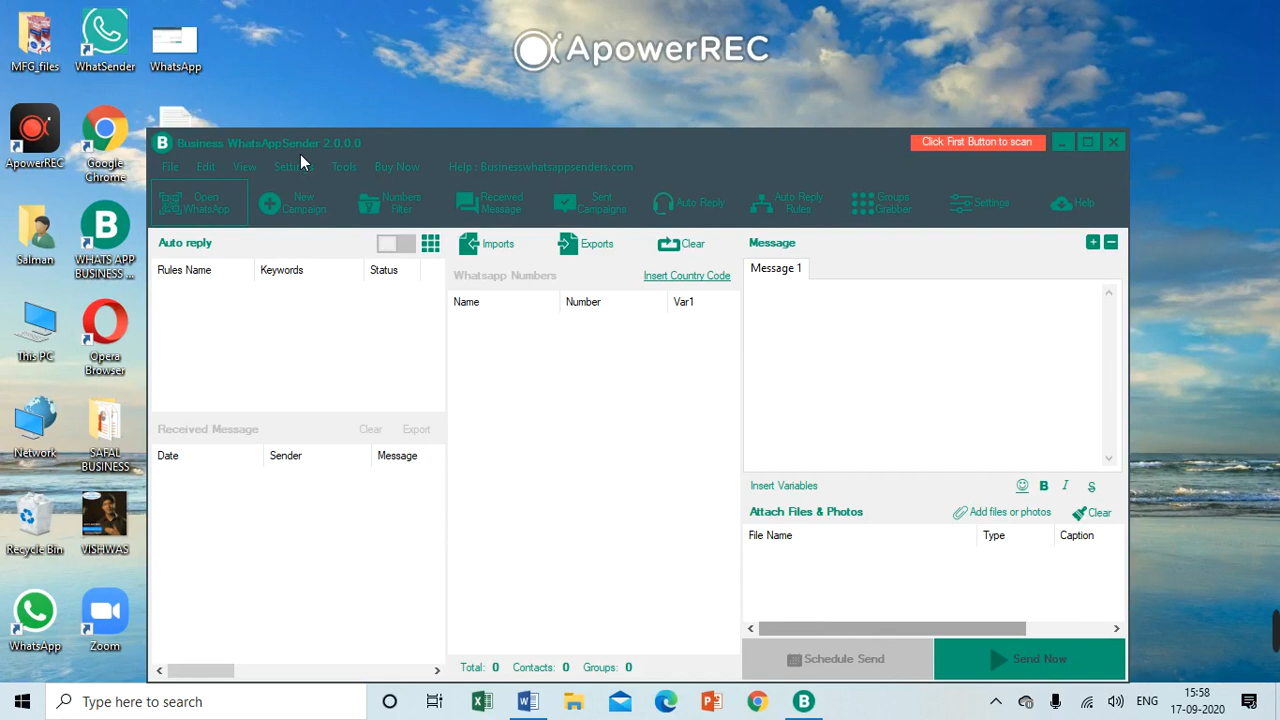 ApowerREC
MFG_files
WhatSender
WhatsApp
ApowerREC
Google
Chrome
Salman
WHATS APP
BUSINESS ...
This PC
Opera
Browser
Network
SAFAL
BUSINESS
Recycle Bin
VISHWAS
WhatsApp
Zoom
Business WhatsAppSender 2.0.0.0
Click First Button to scan
File Edit View Settings Tools Buy Now Help : Businesswhatsappsenders.com
Open
WhatsApp
New
Campaign
Numbers
Filter
Received
Message
Sent
Campaigns
Auto Reply
Auto Reply
Rules
Groups
Grabber
Settings
Help
Auto reply
Rules Name Keywords Status
Received Message Clear Export
Date Sender Message
Imports Exports Clear
Whatsapp Numbers Insert Country Code
Name Number Var1
Total: 0 Contacts: 0 Groups: 0
Message
Message 1
Insert Variables B I S
Attach Files & Photos Add files or photos Clear
File Name Type Caption
Schedule Send Send Now
Type here to search
ENG
15:58
17-09-2020